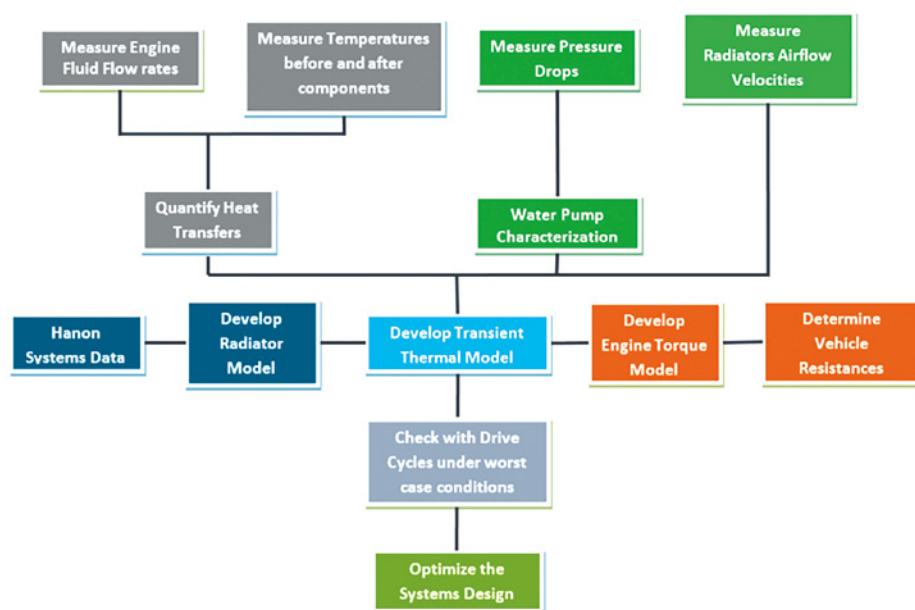 Measure Engine
Fluid Flow rates
Measure Temperatures
before and after
components
Measure Pressure
Drops
Measure
Radiators Airflow
Velocities
Quantify Heat
Transfers
Water Pump
Characterization
Hanon
Systems Data
Develop
Radiator
Model
Develop Transient
Thermal Model
Develop
Engine Torque
Model
Determine
Vehicle
Resistances
Check with Drive
Cycles under worst
case conditions
Optimize the
Systems Design